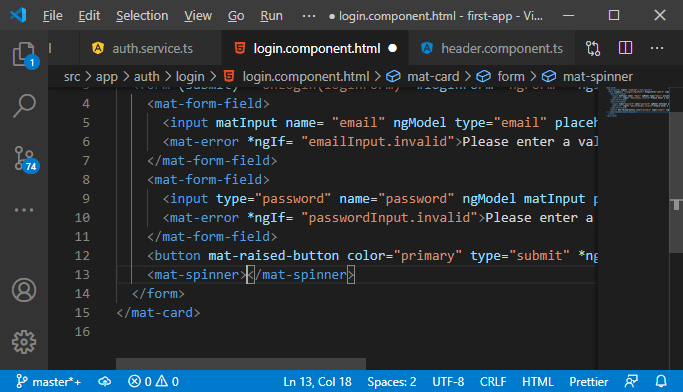 File Edit Selection View Go Run ··· login.component.html - first-app - Vi...
auth.service.ts login.component.html ● header.component.ts ···
src > app > auth > login > login.component.html > mat-card > form > mat-spinner
4 <mat-form-field>
5 <input matInput name= "email" ngModel type="email" placeh
6 <mat-error *ngIf= "emailInput.invalid">Please enter a val
7 </mat-form-field>
8 <mat-form-field>
9 <input type="password" name="password" ngModel matInput p
10 <mat-error *ngIf= "passwordInput.invalid">Please enter a
11 </mat-form-field>
12 <button mat-raised-button color="primary" type="submit" *ng
13 <mat-spinner></mat-spinner>
14 </form>
15 </mat-card>
16
1
74
master*+ 0 0 Ln 13, Col 18 Spaces: 2 UTF-8 CRLF HTML Prettier